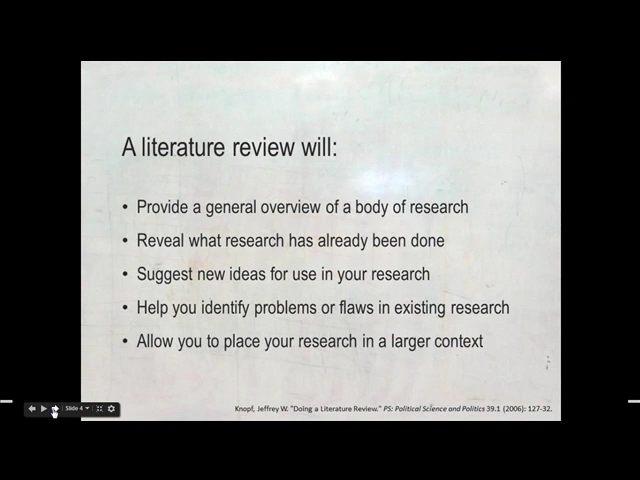 A literature review will:
• Provide a general overview of a body of research
• Reveal what research has already been done
• Suggest new ideas for use in your research
• Help you identify problems or flaws in existing research
• Allow you to place your research in a larger context
Knopf, Jeffrey W. "Doing a Literature Review." PS: Political Science and Politics 39.1 (2006): 127-32.
Slide 4